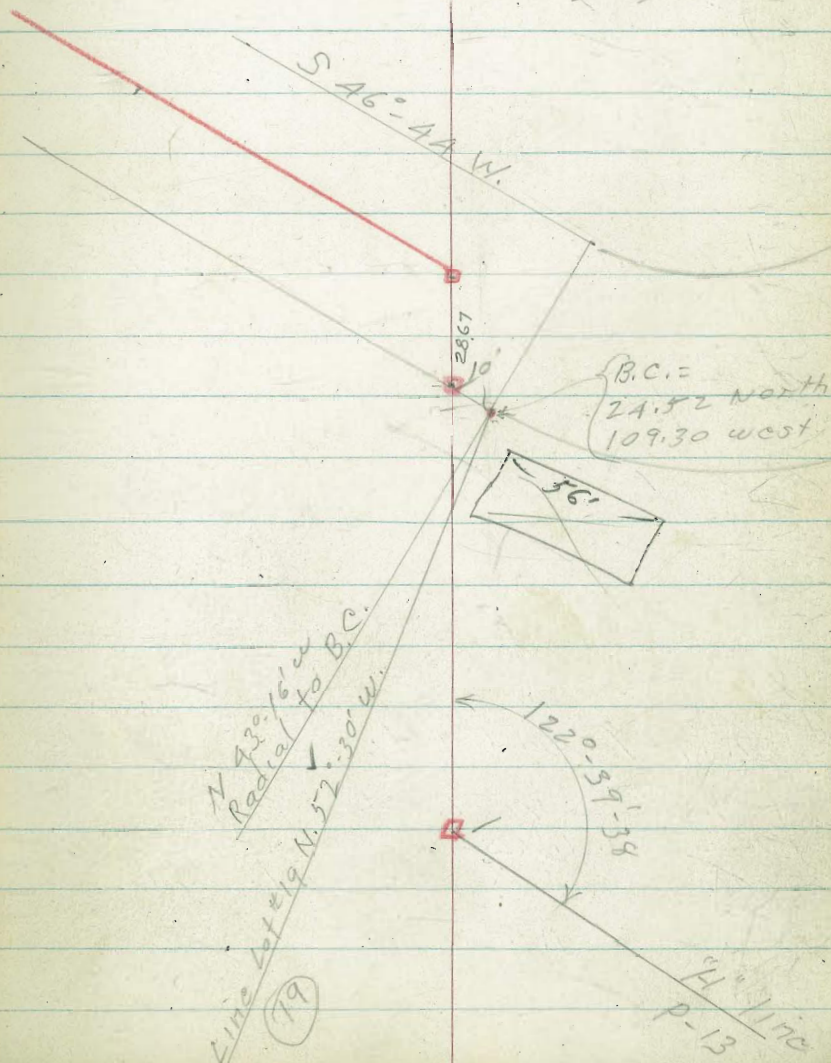 S 46°-44 W.
28.67
10'
B.C. =
24.52 North
109.30 west
56'
N 43°-16' W
Radial to B.C.
Line Lot #19 N. 52°-30' W.
19
122°-39'-38
"H" line
P-13